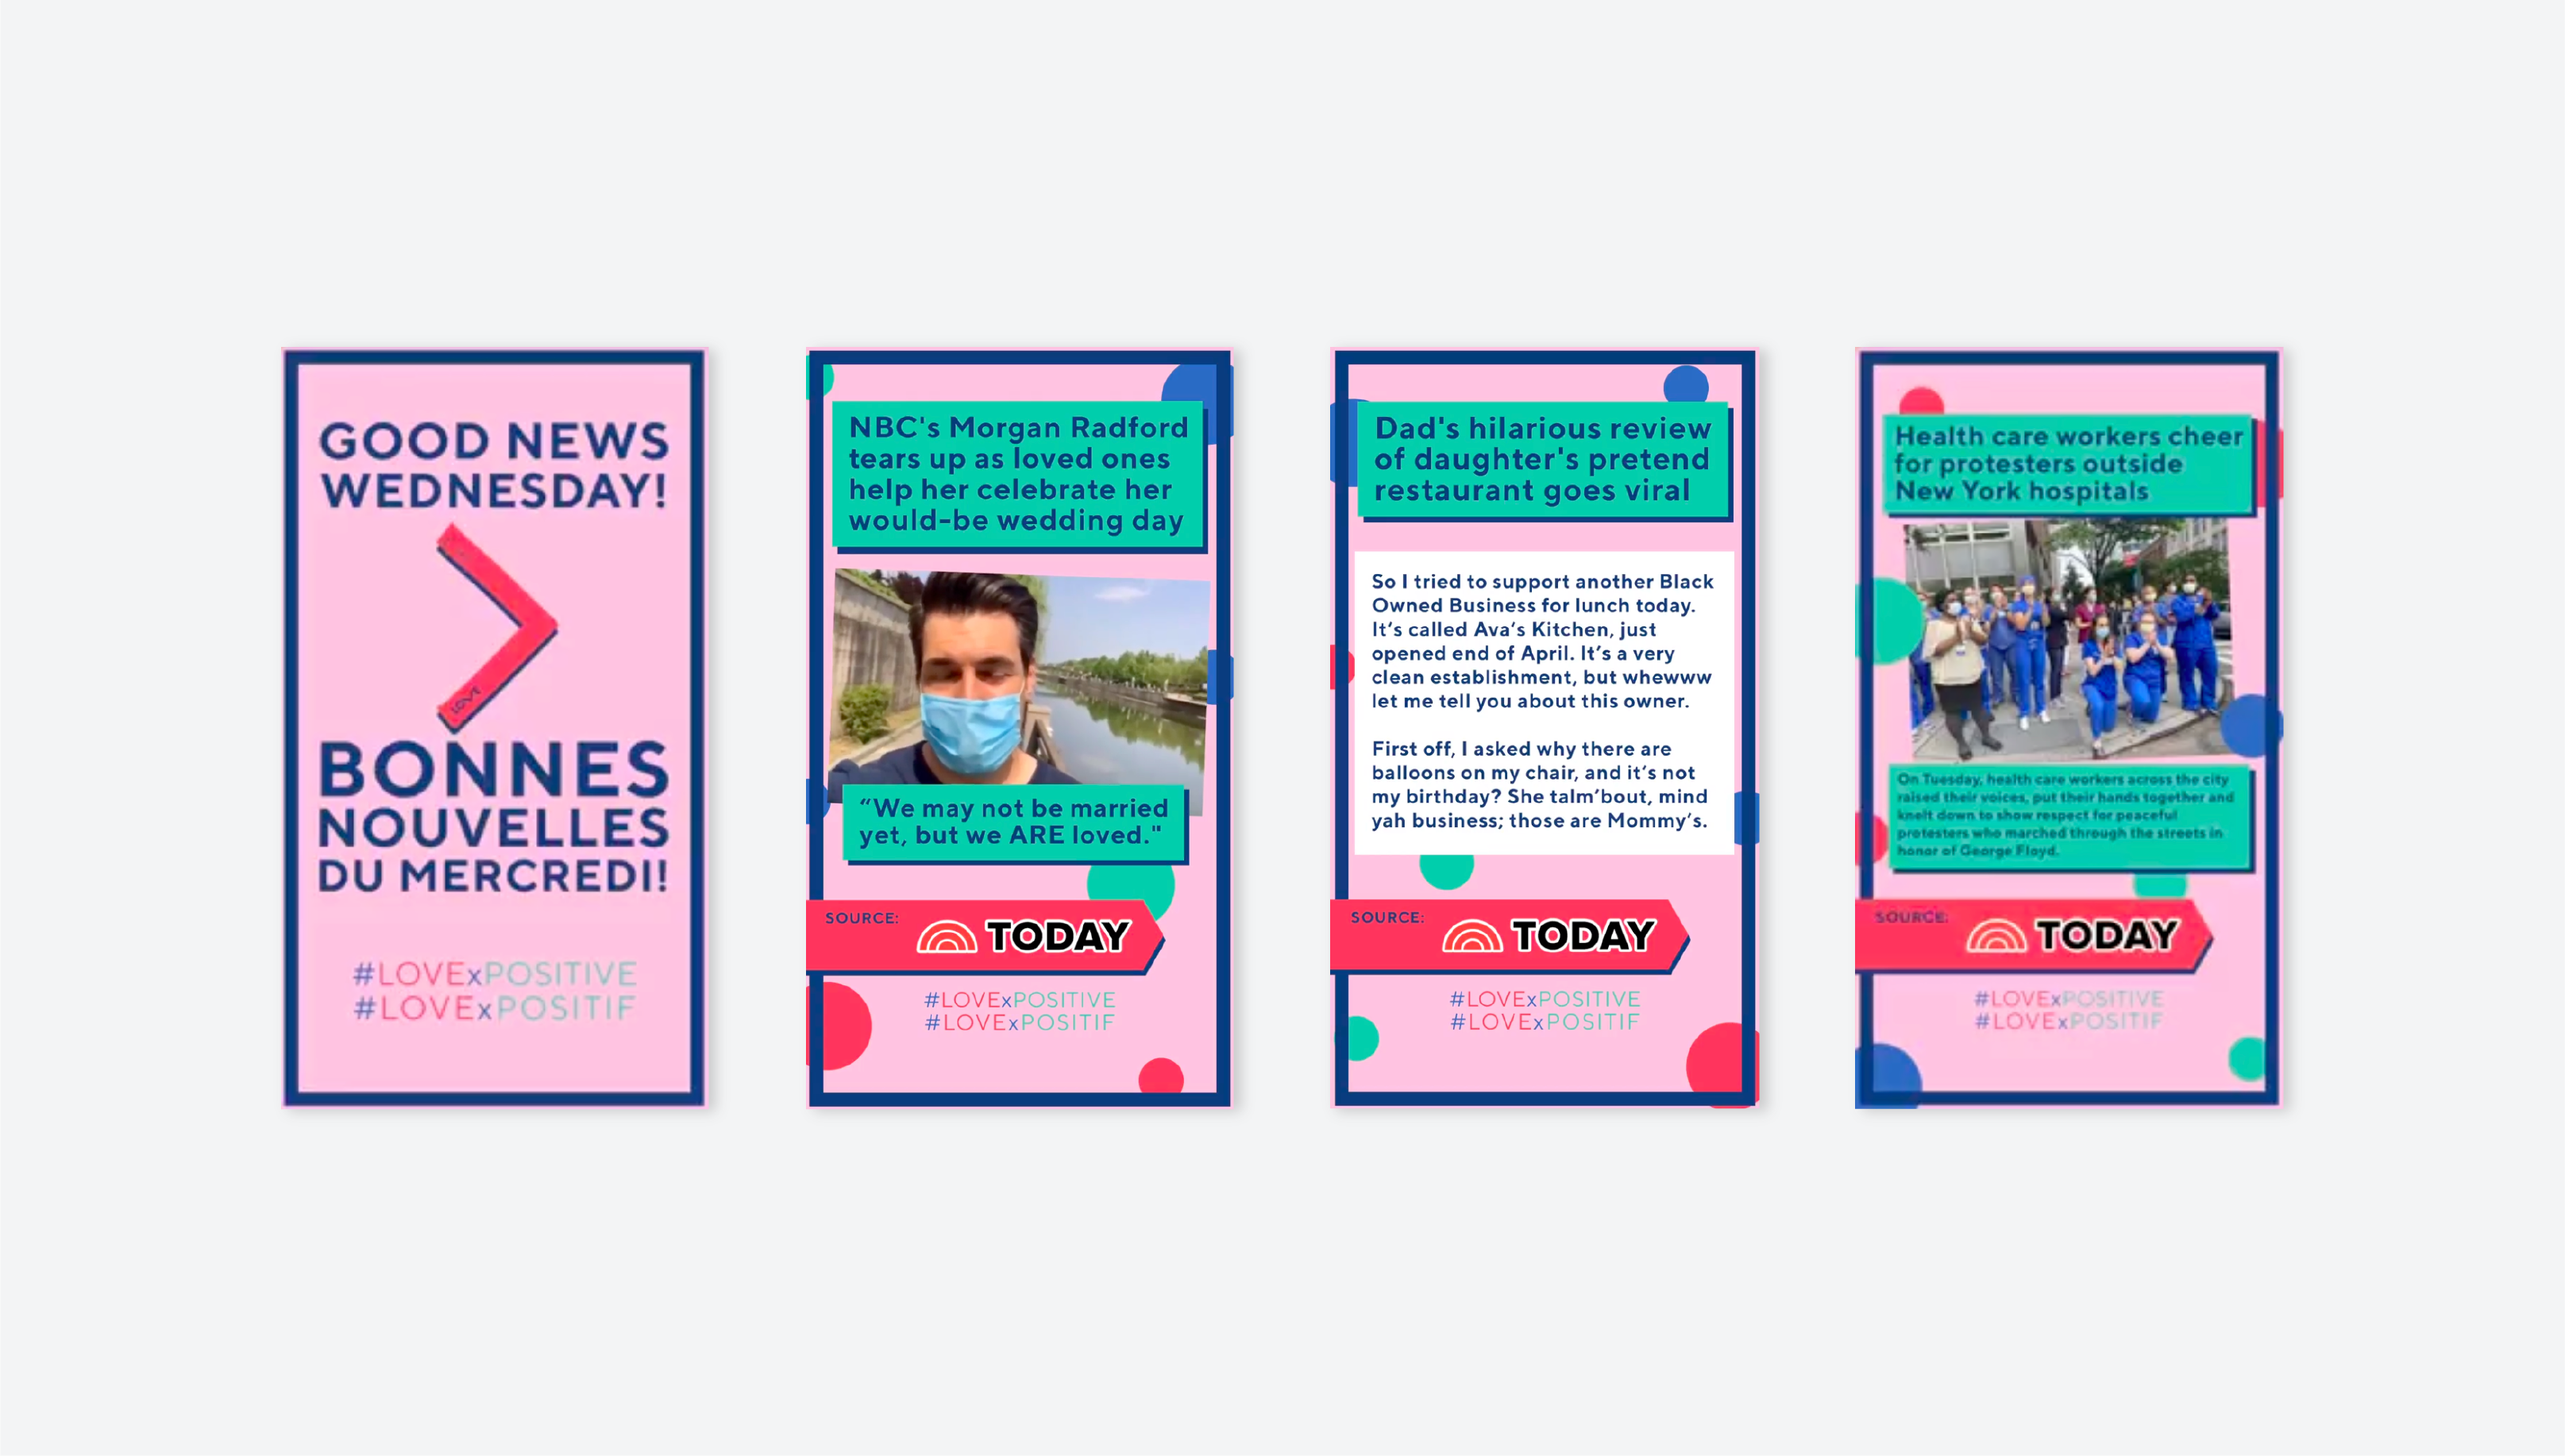 GOOD NEWS
WEDNESDAY!
LOVE
BONNES
NOUVELLES
DU MERCREDI!
#LOVExPOSITIVE
#LOVExPOSITIF
NBC's Morgan Radford
tears up as loved ones
help her celebrate her
would-be wedding day
“We may not be married
yet, but we ARE loved."
SOURCE:
TODAY
#LOVExPOSITIVE
#LOVExPOSITIF
Dad's hilarious review
of daughter's pretend
restaurant goes viral
So I tried to support another Black
Owned Business for lunch today.
It’s called Ava’s Kitchen, just
opened end of April. It’s a very
clean establishment, but whewww
let me tell you about this owner.
First off, I asked why there are
balloons on my chair, and it’s not
my birthday? She talm’bout, mind
yah business; those are Mommy’s.
SOURCE:
TODAY
#LOVExPOSITIVE
#LOVExPOSITIF
Health care workers cheer
for protesters outside
New York hospitals
On Tuesday, health care workers across the city
raised their voices, put their hands together and
knelt down to show respect for peaceful
protesters who marched through the streets in
honor of George Floyd.
SOURCE:
TODAY
#LOVExPOSITIVE
#LOVExPOSITIF